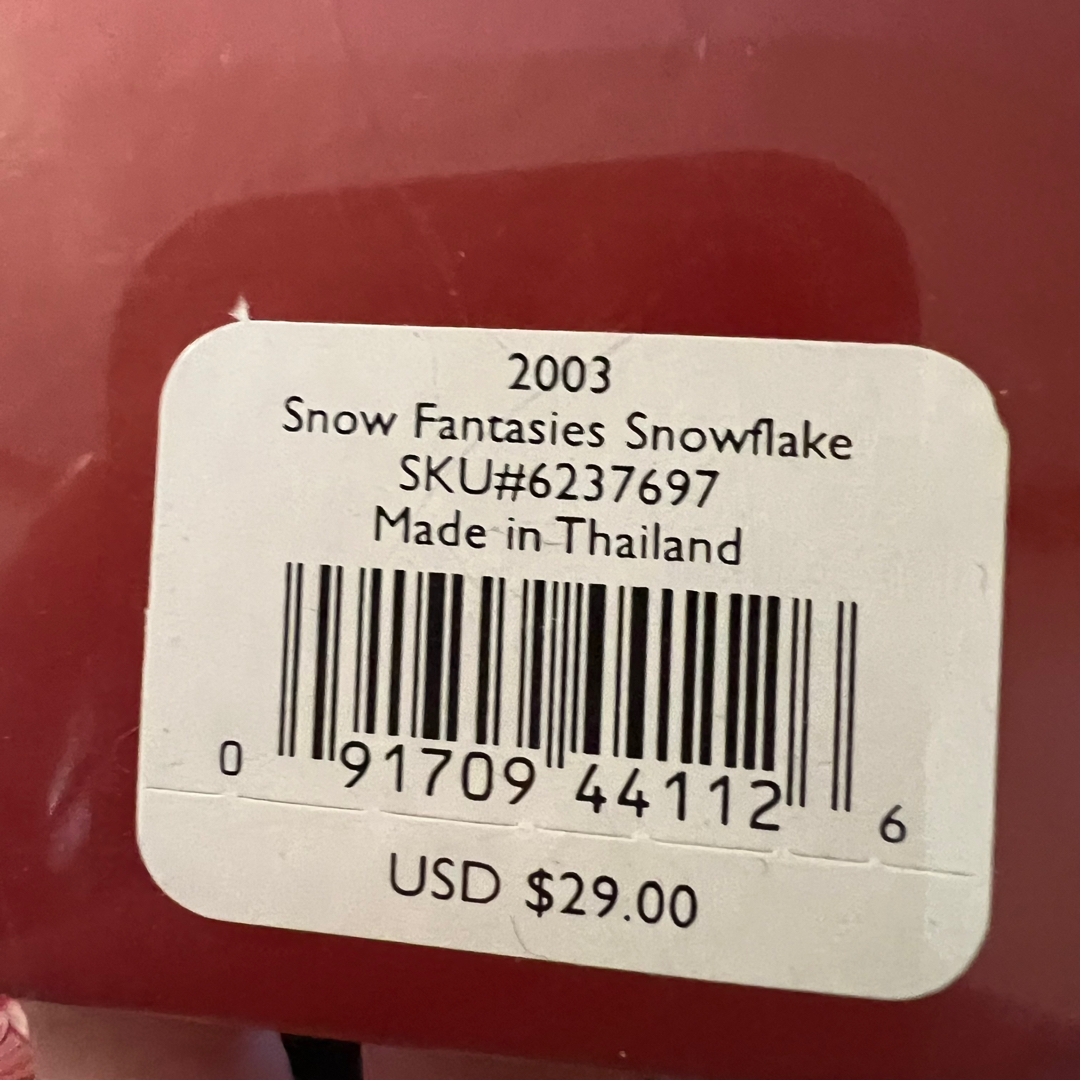 2003
Snow Fantasies Snowflake
SKU#6237697
Made in Thailand
0 91709 44112 6
USD $29.00